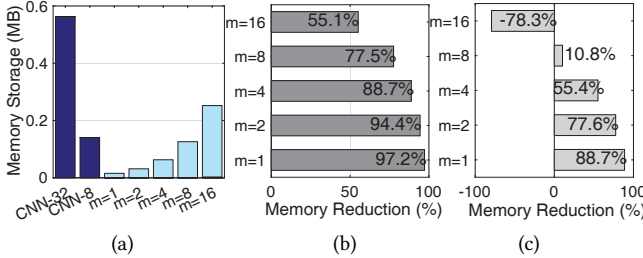 Memory Storage (MB)
0.6
0.4
0.2
0
CNN-32
CNN-8
m=1
m=2
m=4
m=8
m=16
(a)
m=16
55.1%
m=8
77.5%
m=4
88.7%
m=2
94.4%
m=1
97.2%
0
50
100
Memory Reduction (%)
(b)
m=16
-78.3%
m=8
10.8%
m=4
55.4%
m=2
77.6%
m=1
88.7%
-100
0
100
Memory Reduction (%)
(c)